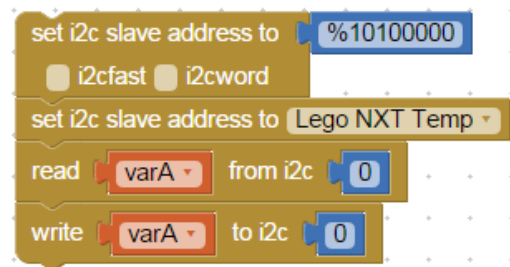 set i2c slave address to %10100000
i2cfast i2cword
set i2c slave address to Lego NXT Temp
read varA from i2c 0
write varA to i2c 0